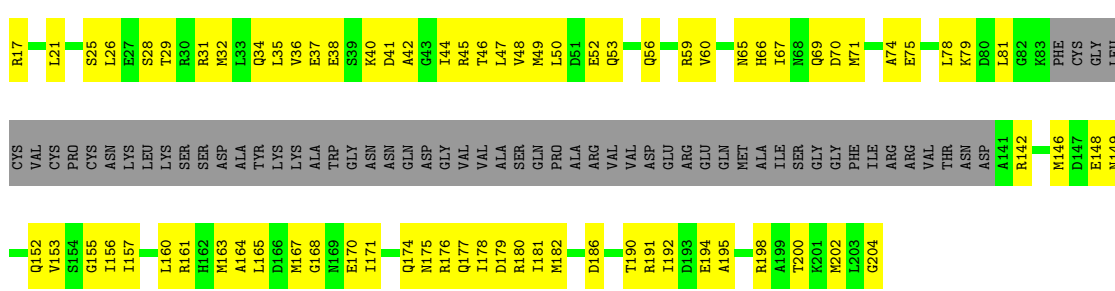 R17 L21 S25 L26 E27 S28 T29 R30 R31 M32 L33 Q34 L35 V36 E37 E38 S39 K40 D41 A42 G43 I44 R45 T46 L47 V48 M49 L50 D51 E52 Q53 Q56 R59 V60 N65 H66 I67 N68 Q69 D70 M71 A74 E75 L78 K79 D80 L81 G82 K83 PHE CYS GLY LEU
CYS VAL CYS PRO CYS ASN LYS LEU LYS SER SER ASP ALA TYR LYS LYS ALA TRP GLY ASN ASN GLN ASP GLY VAL VAL ALA SER GLN PRO ALA ARG VAL VAL ASP GLU ARG GLU GLN MET ALA ILE SER GLY GLY PHE ILE ARG ARG VAL THR ASN ASP A141 R142 M146 D147 E148 N149
Q152 V153 S154 G155 I156 I157 L160 R161 H162 M163 A164 L165 D166 M167 G168 N169 E170 I171 Q174 N175 R176 Q177 I178 D179 R180 I181 M182 D186 T190 R191 I192 D193 E194 A195 R198 A199 T200 K201 M202 L203 G204